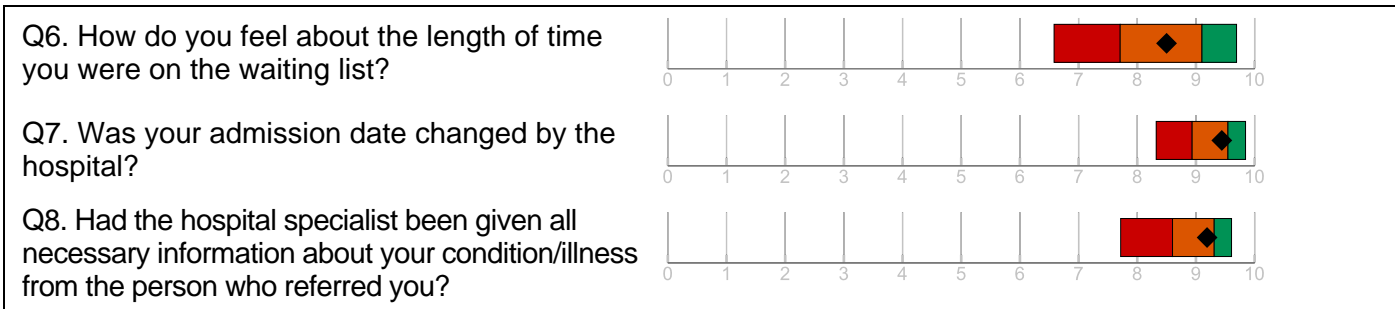 Q6. How do you feel about the length of time
you were on the waiting list?
0 1 2 3 4 5 6 7 8 9 10
Q7. Was your admission date changed by the
hospital?
0 1 2 3 4 5 6 7 8 9 10
Q8. Had the hospital specialist been given all
necessary information about your condition/illness
from the person who referred you?
0 1 2 3 4 5 6 7 8 9 10